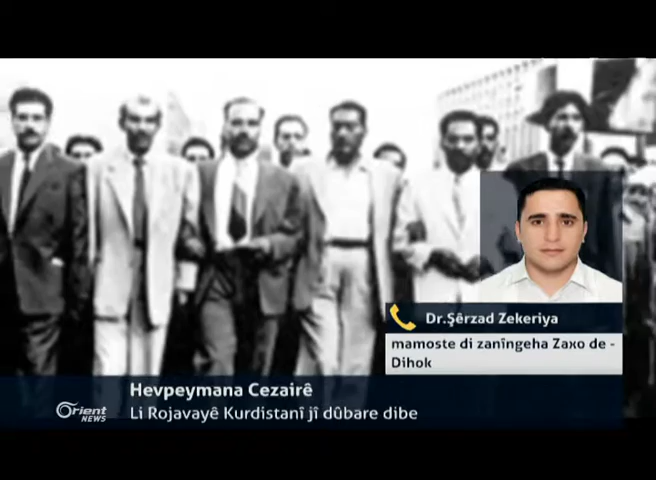 Dr.Şêrzad Zekeriya
mamoste di zanîngeha Zaxo de -
Dihok
Hevpeymana Cezairê
Li Rojavayê Kurdistanî jî dûbare dibe
Orient
NEWS